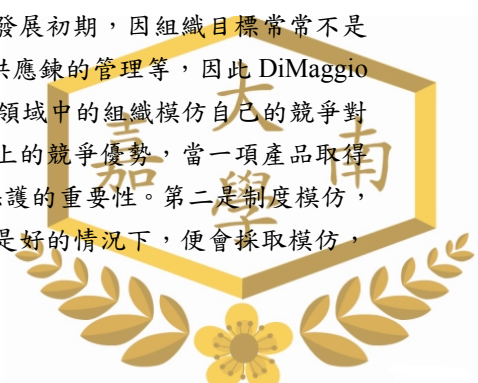 發展初期，因組織目標常常不是
共應鍊的管理等，因此 DiMaggio
領域中的組織模仿自己的競爭對
上的競爭優勢，當一項產品取得
保護的重要性。第二是制度模仿，
是好的情況下，便會採取模仿，
嘉南大學